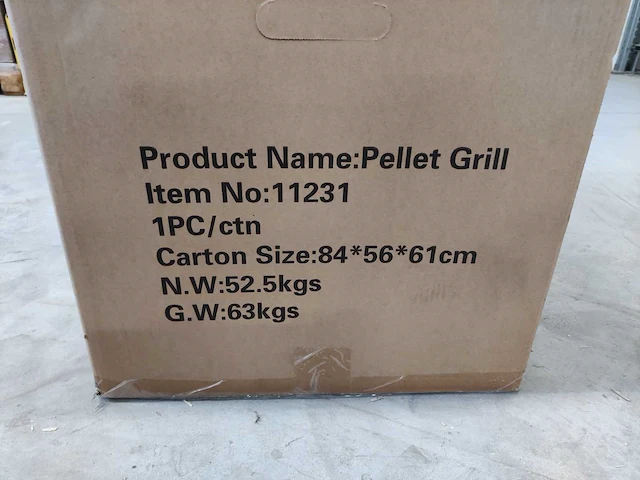 Product Name:Pellet Grill
Item No:11231
1PC/ctn
Carton Size:84*56*61cm
N.W:52.5kgs
G.W:63kgs